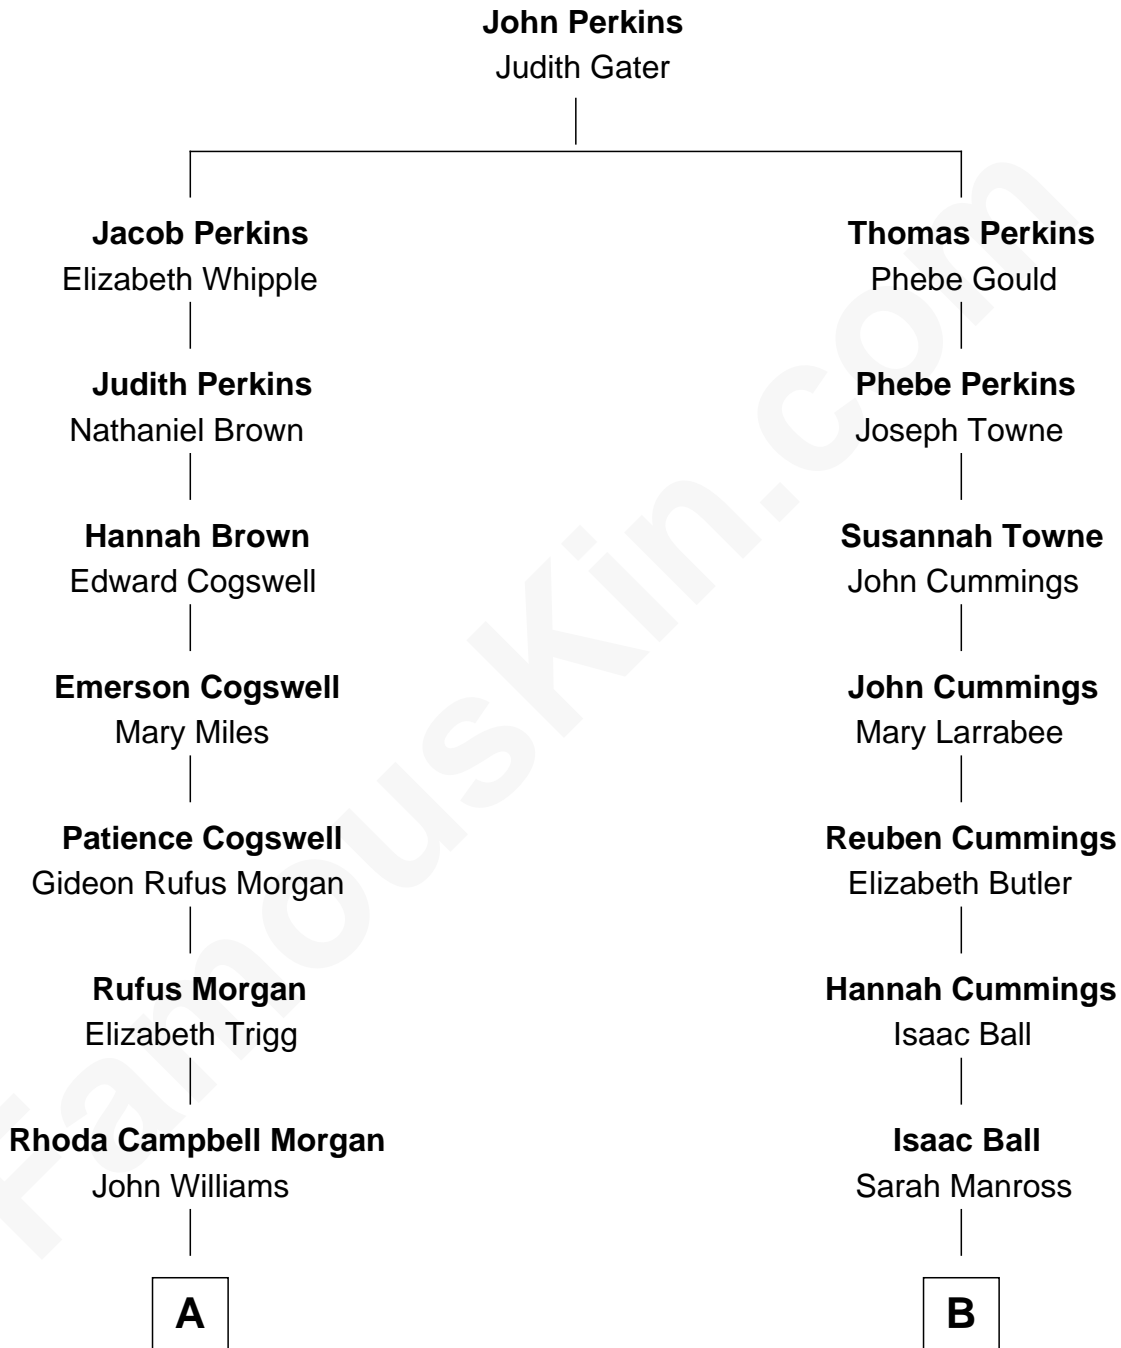 John Perkins
Judith Gater
Jacob Perkins
Elizabeth Whipple
Thomas Perkins
Phebe Gould
Judith Perkins
Nathaniel Brown
Phebe Perkins
Joseph Towne
Hannah Brown
Edward Cogswell
Susannah Towne
John Cummings
Emerson Cogswell
Mary Miles
John Cummings
Mary Larrabee
Patience Cogswell
Gideon Rufus Morgan
Reuben Cummings
Elizabeth Butler
Rufus Morgan
Elizabeth Trigg
Hannah Cummings
Isaac Ball
Rhoda Campbell Morgan
John Williams
Isaac Ball
Sarah Manross
A
B
FamousKin.com